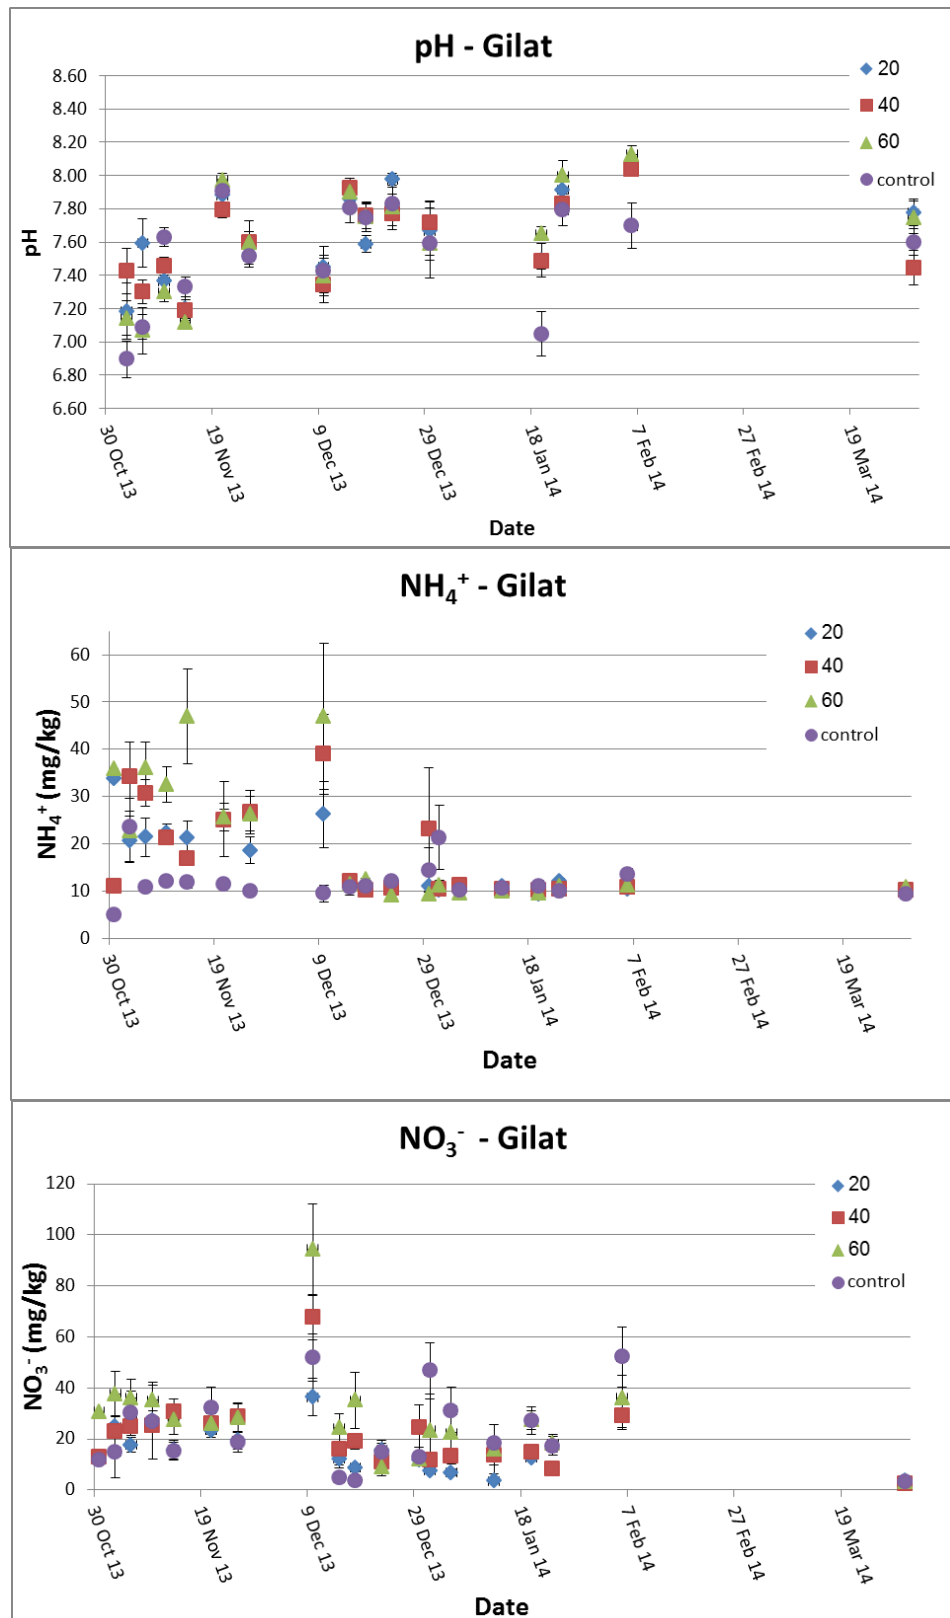 pH - Gilat
8.60
8.40
8.20
8.00
7.80
7.60
7.40
7.20
7.00
6.80
6.60
pH
20
40
60
control
30 Oct 13
19 Nov 13
9 Dec 13
29 Dec 13
18 Jan 14
7 Feb 14
27 Feb 14
19 Mar 14
Date
NH₄⁺ - Gilat
60
50
40
30
20
10
0
NH₄⁺ (mg/kg)
20
40
60
control
30 Oct 13
19 Nov 13
9 Dec 13
29 Dec 13
18 Jan 14
7 Feb 14
27 Feb 14
19 Mar 14
Date
NO₃⁻ - Gilat
120
100
80
60
40
20
0
NO₃⁻ (mg/kg)
20
40
60
control
30 Oct 13
19 Nov 13
9 Dec 13
29 Dec 13
18 Jan 14
7 Feb 14
27 Feb 14
19 Mar 14
Date